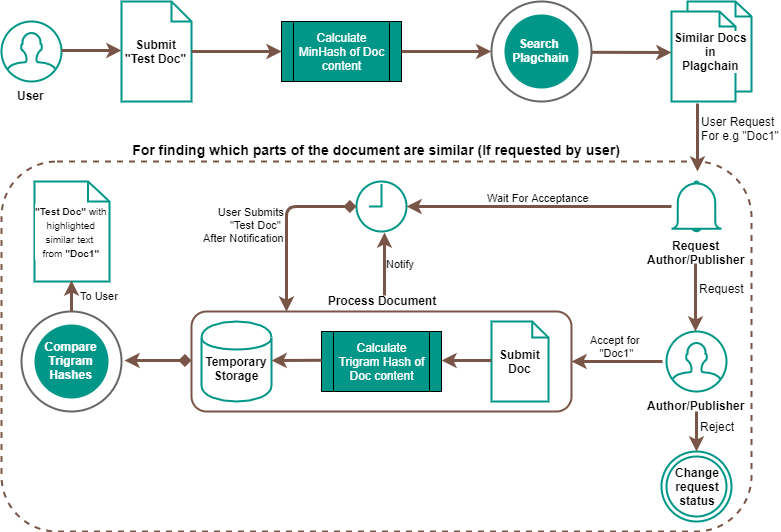 User
Submit
"Test Doc"
Calculate
MinHash of Doc
content
Search
Plagchain
Similar Docs
in
Plagchain
User Request
For e.g "Doc1"
For finding which parts of the document are similar (If requested by user)
"Test Doc" with
highlighted
similar text
from "Doc1"
User Submits
"Test Doc"
After Notification
Wait For Acceptance
Request
Author/Publisher
Notify
Request
To User
Process Document
Compare
Trigram
Hashes
Temporary
Storage
Calculate
Trigram Hash of
Doc content
Submit
Doc
Accept for
"Doc1"
Author/Publisher
Reject
Change
request
status